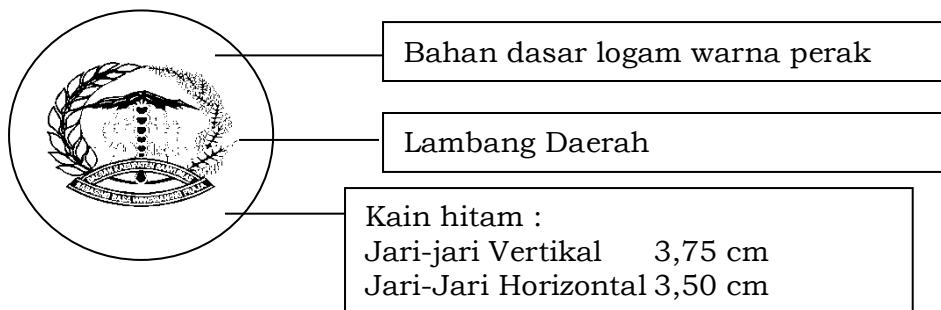 Bahan dasar logam warna perak
Lambang Daerah
Kain hitam :
Jari-jari Vertikal 3,75 cm
Jari-Jari Horizontal 3,50 cm